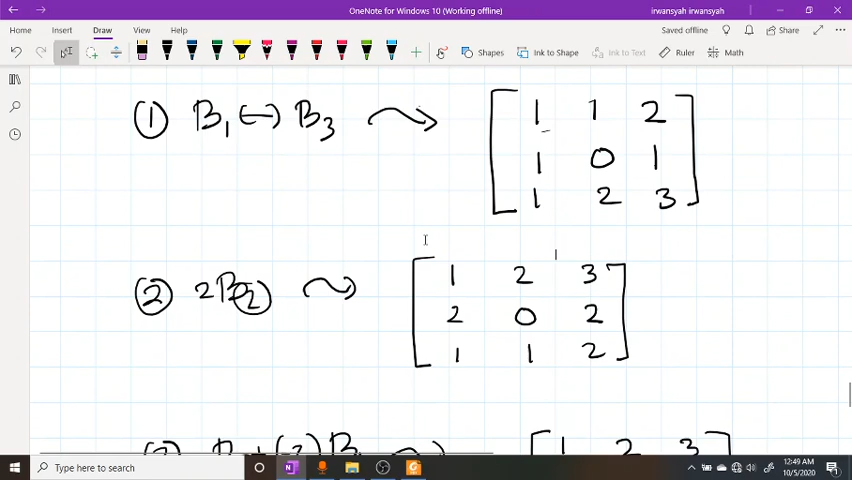 OneNote for Windows 10 (Working offline)
irwansyah irwansyah
Home Insert Draw View Help
Saved offline Share
Shapes Ink to Shape Ink to Text Ruler Math
① B₁ ↔ B₃ ⇝ [1 1 2
1 0 1
1 2 3]
② 2B② ⇝ [1 2 3
2 0 2
1 1 2]
[1 2 3]
Type here to search
12:49 AM
10/5/2020